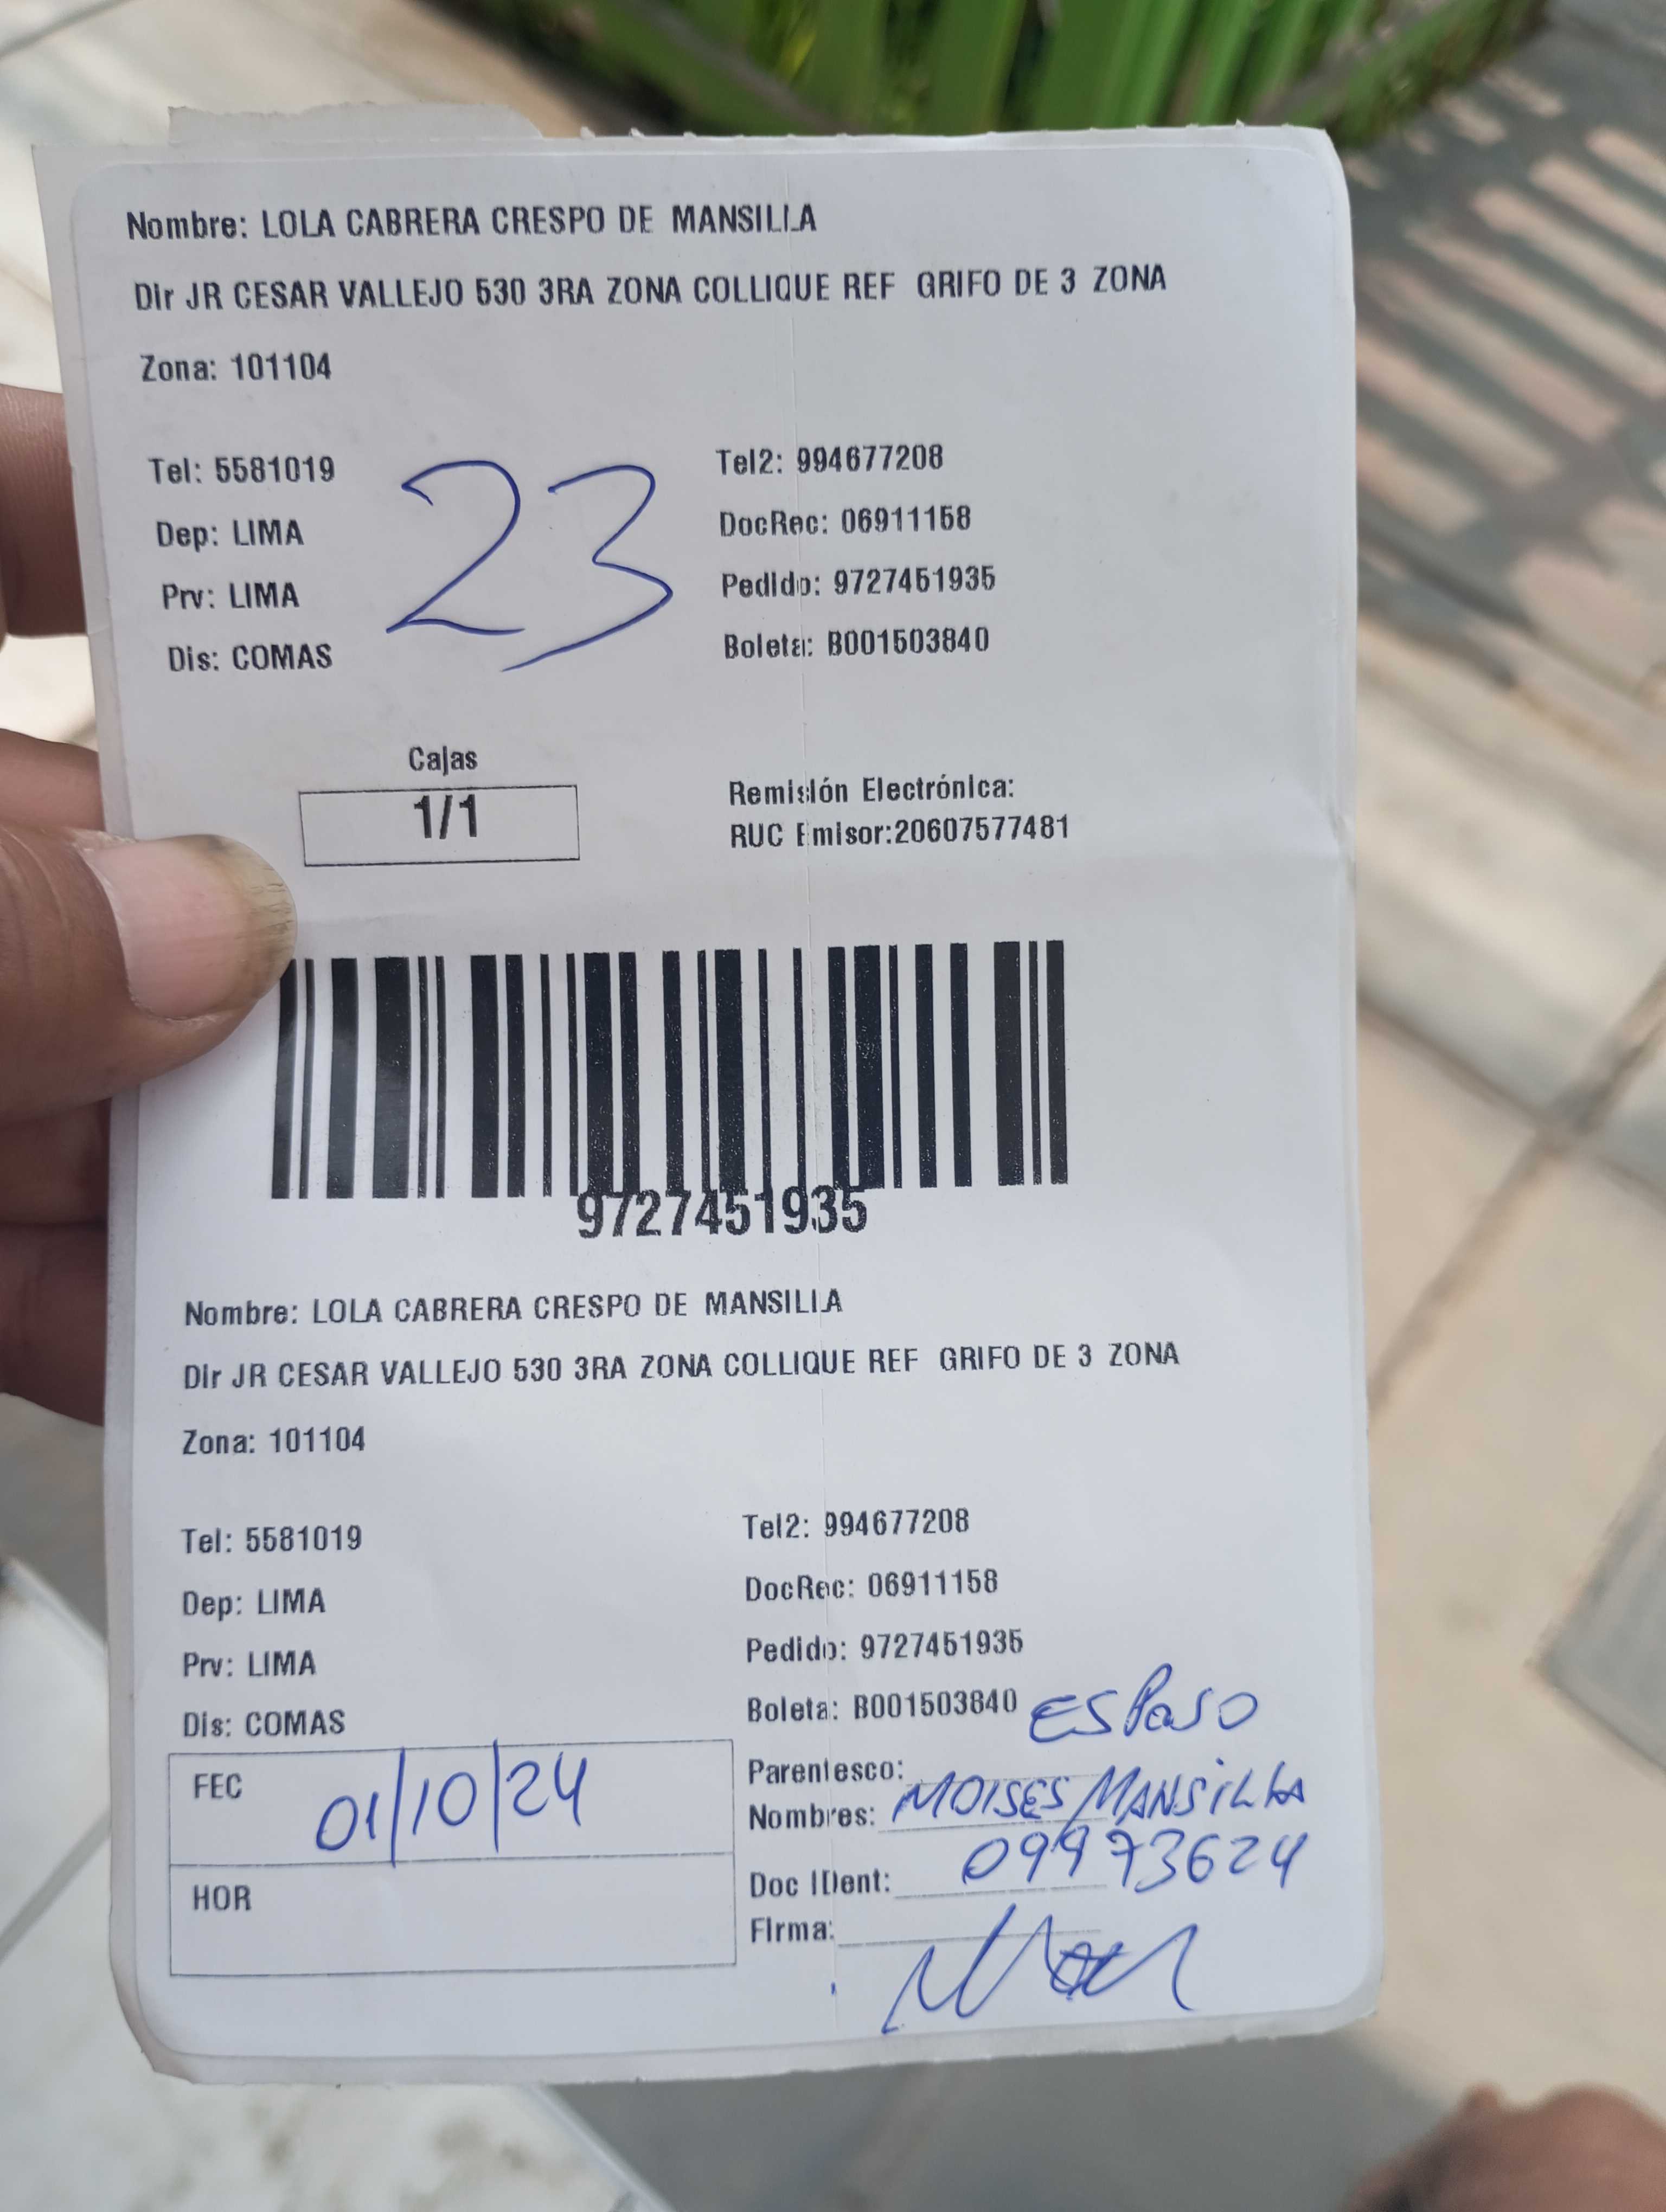 Nombre: LOLA CABRERA CRESPO DE MANSILLA
Dir JR CESAR VALLEJO 530 3RA ZONA COLLIQUE REF GRIFO DE 3 ZONA
Zona: 101104
Tel: 5581019 Tel2: 994677208
23
Dep: LIMA DocRec: 06911158
Prv: LIMA Pedido: 9727451935
Dis: COMAS Boleta: B001503840
Cajas
1/1
Remisión Electrónica:
RUC Emisor:20607577481
9727451935
Nombre: LOLA CABRERA CRESPO DE MANSILLA
Dir JR CESAR VALLEJO 530 3RA ZONA COLLIQUE REF GRIFO DE 3 ZONA
Zona: 101104
Tel: 5581019 Tel2: 994677208
Dep: LIMA DocRec: 06911158
Prv: LIMA Pedido: 9727451935
Dis: COMAS Boleta: B001503840
FEC 01/10/24
HOR
Parentesco: ESPOSO
Nombres: MOISES MANSILLA
Doc IDent: 09973624
Firma: